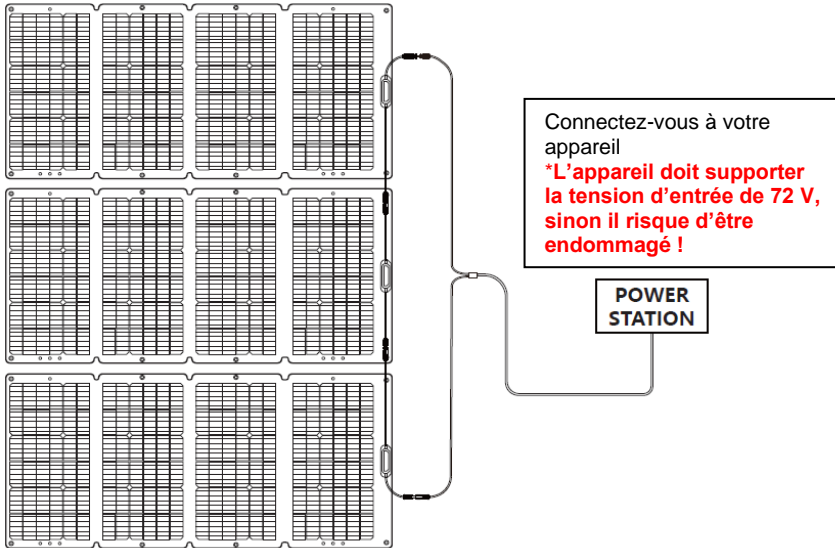 Connectez-vous à votre
appareil
*L’appareil doit supporter
la tension d’entrée de 72 V,
sinon il risque d’être
endommagé !
POWER
STATION